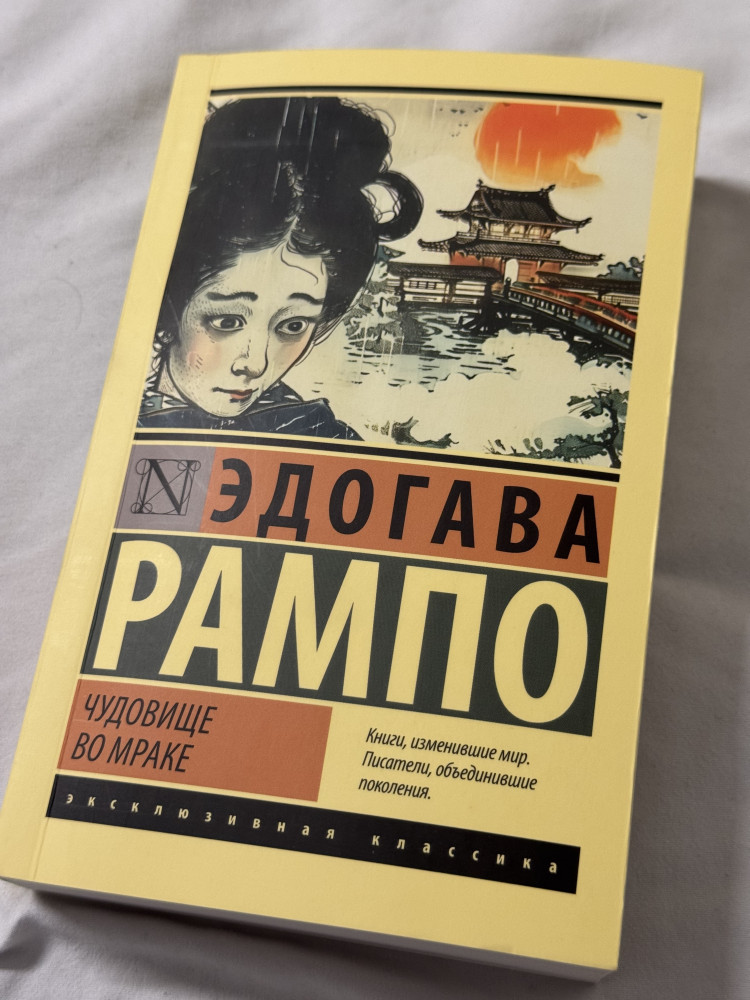 N ЭДОГАВА
РАМПО
ЧУДОВИЩЕ
ВО МРАКЕ
Книги, изменившие мир.
Писатели, объединившие
поколения.
эксклюзивная классика